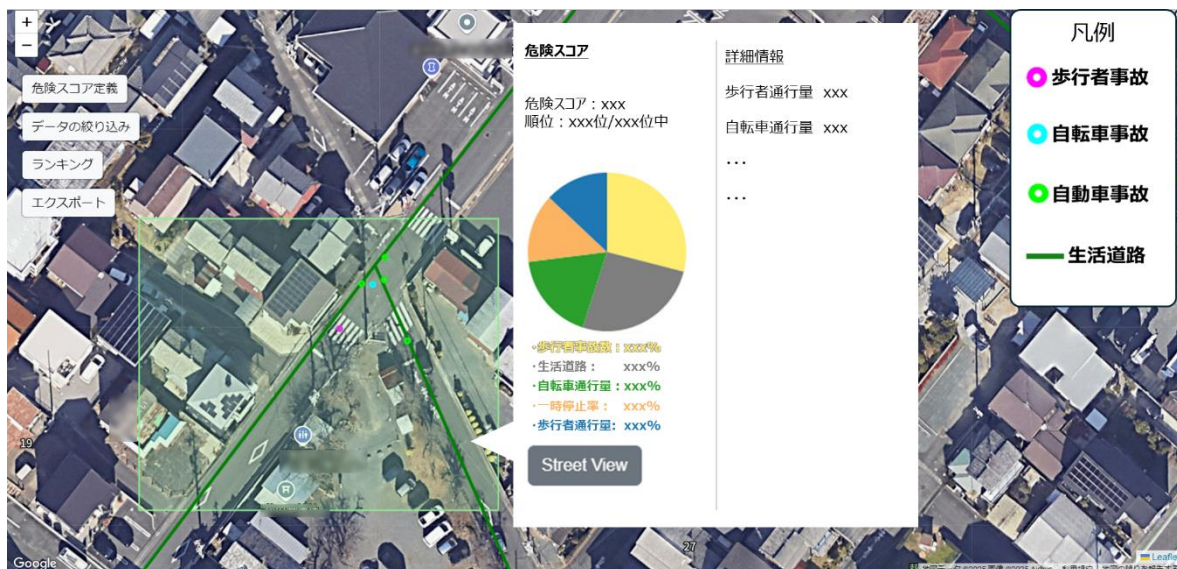 +
−
危険スコア定義
データの絞り込み
ランキング
エクスポート
19
Google
危険スコア
危険スコア：xxx
順位：xxx位/xxx位中
・歩行者事故数：xxx%
・生活道路： xxx%
・自転車通行量：xxx%
・一時停止率： xxx%
・歩行者通行量： xxx%
Street View
詳細情報
歩行者通行量 xxx
自転車通行量 xxx
...
...
27
凡例
歩行者事故
自転車事故
自動車事故
生活道路